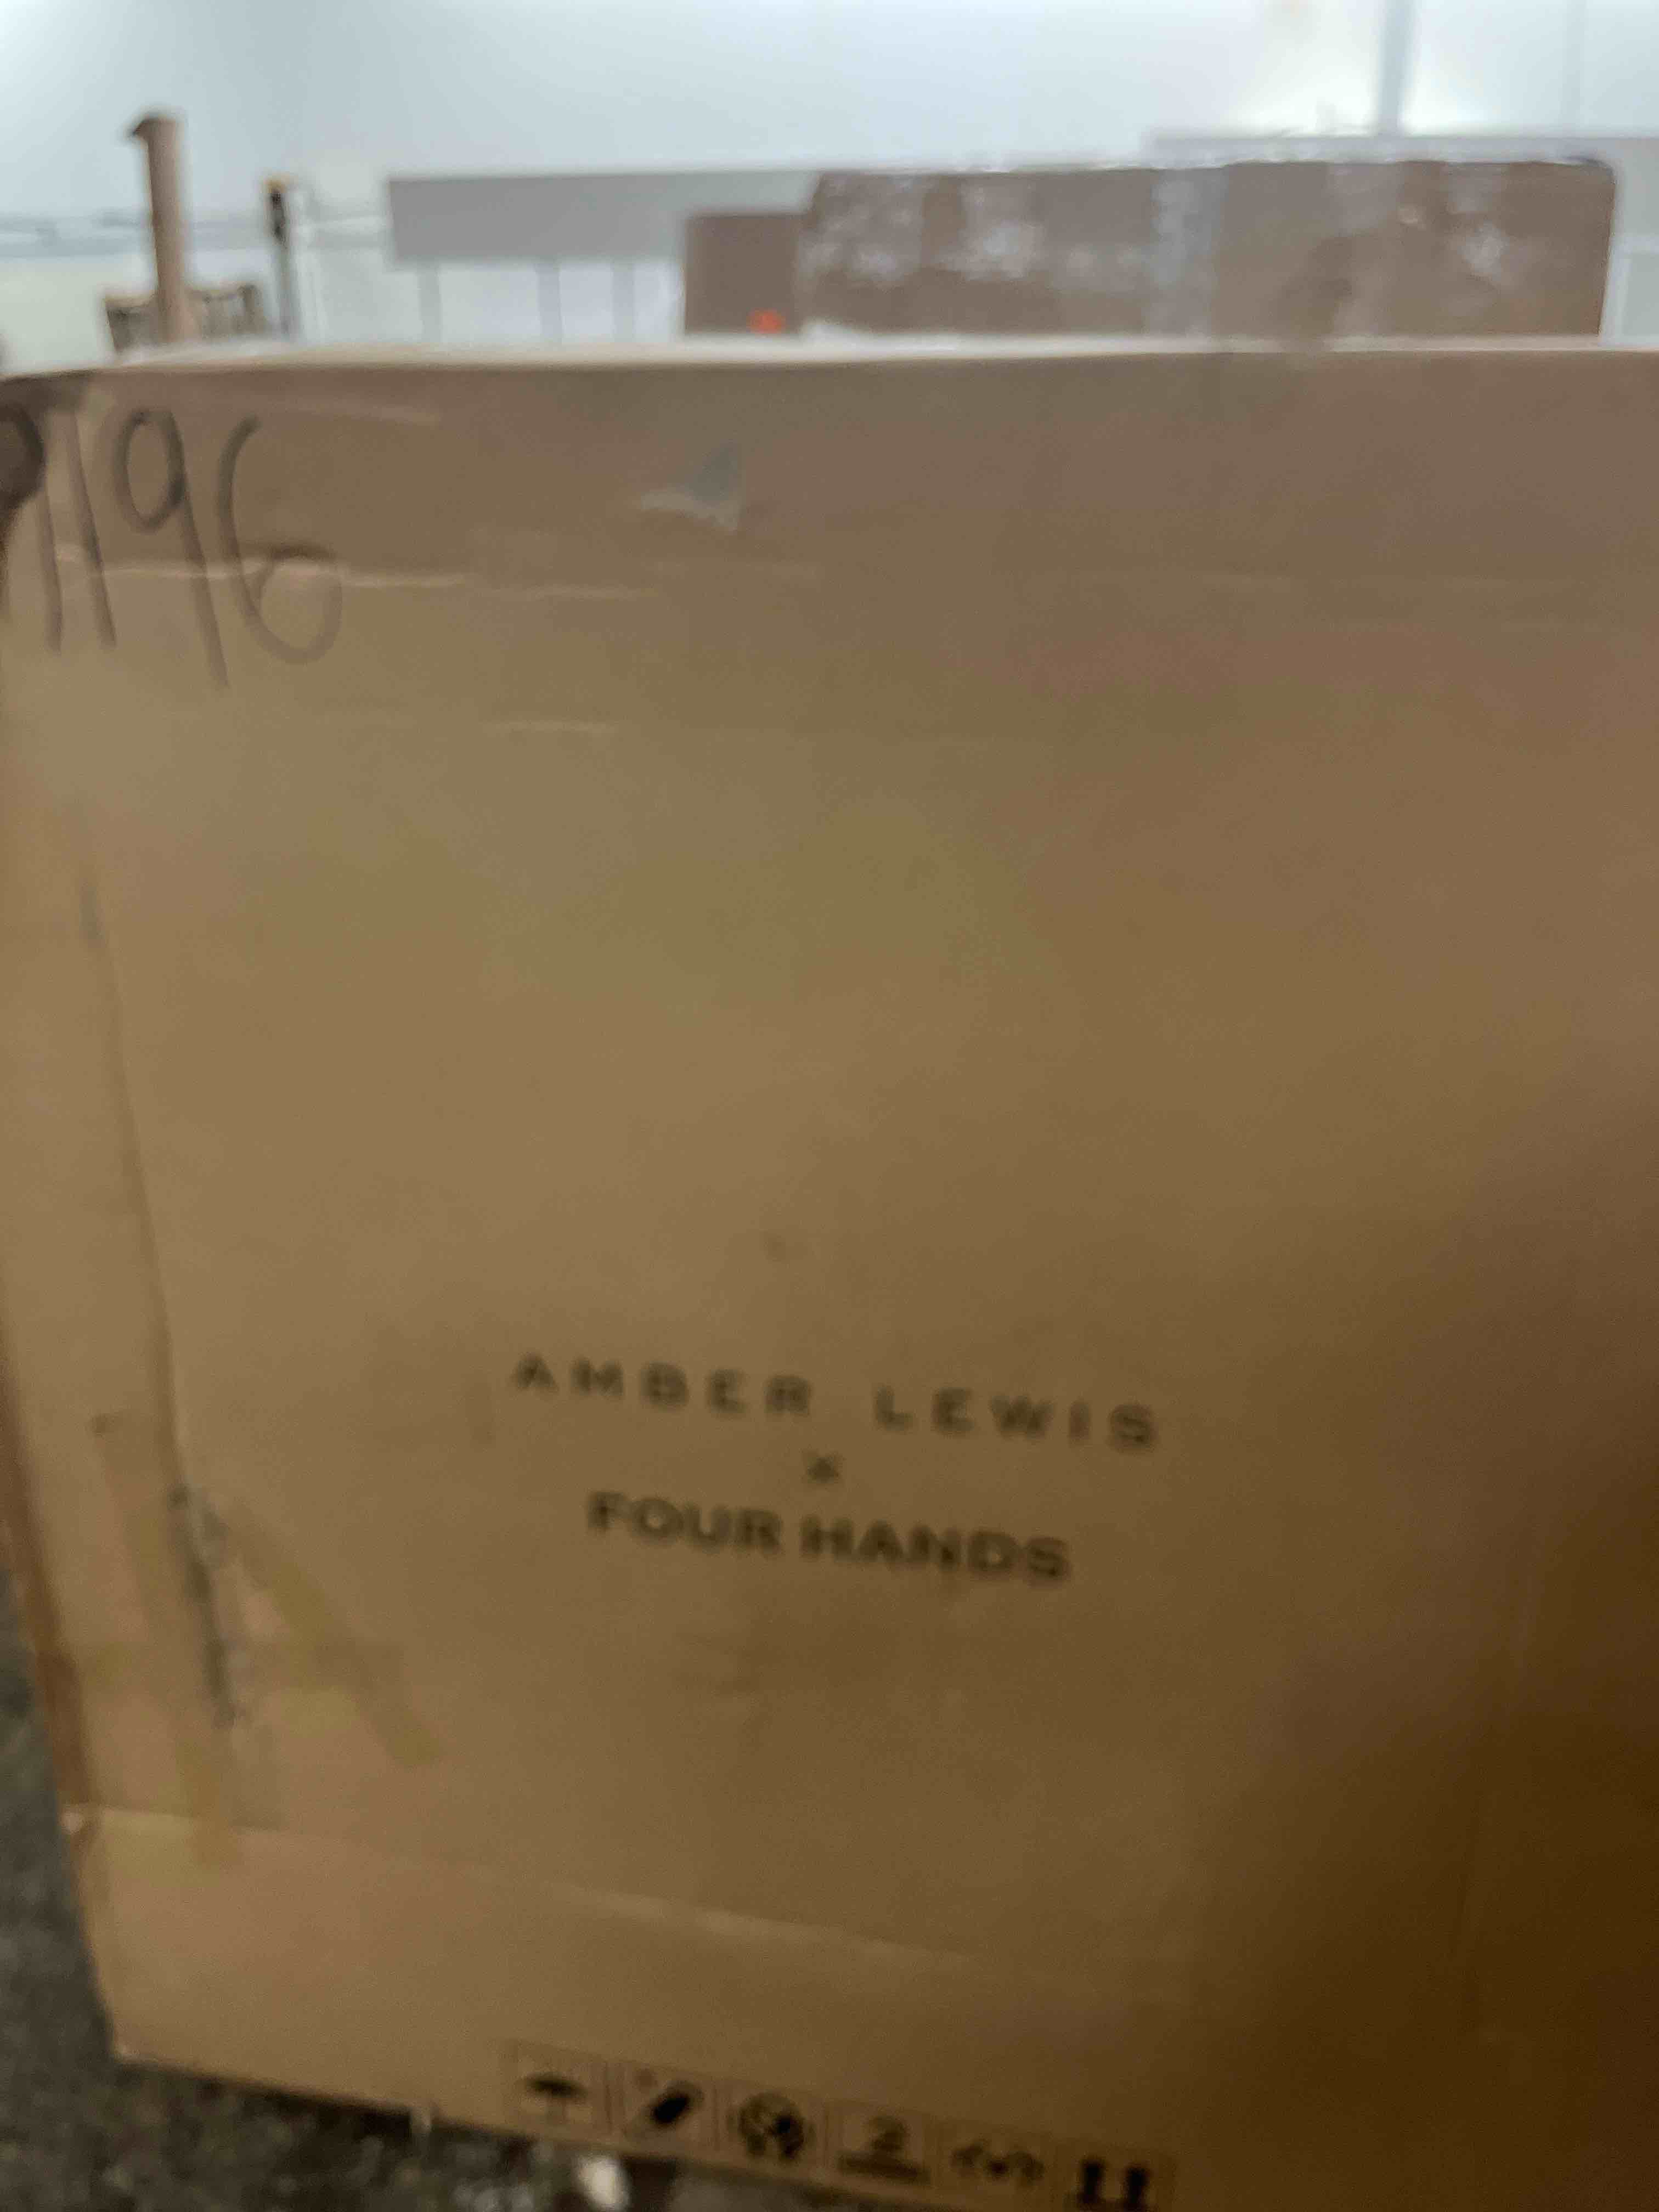 1196
AMBER LEWIS
×
FOUR HANDS
2